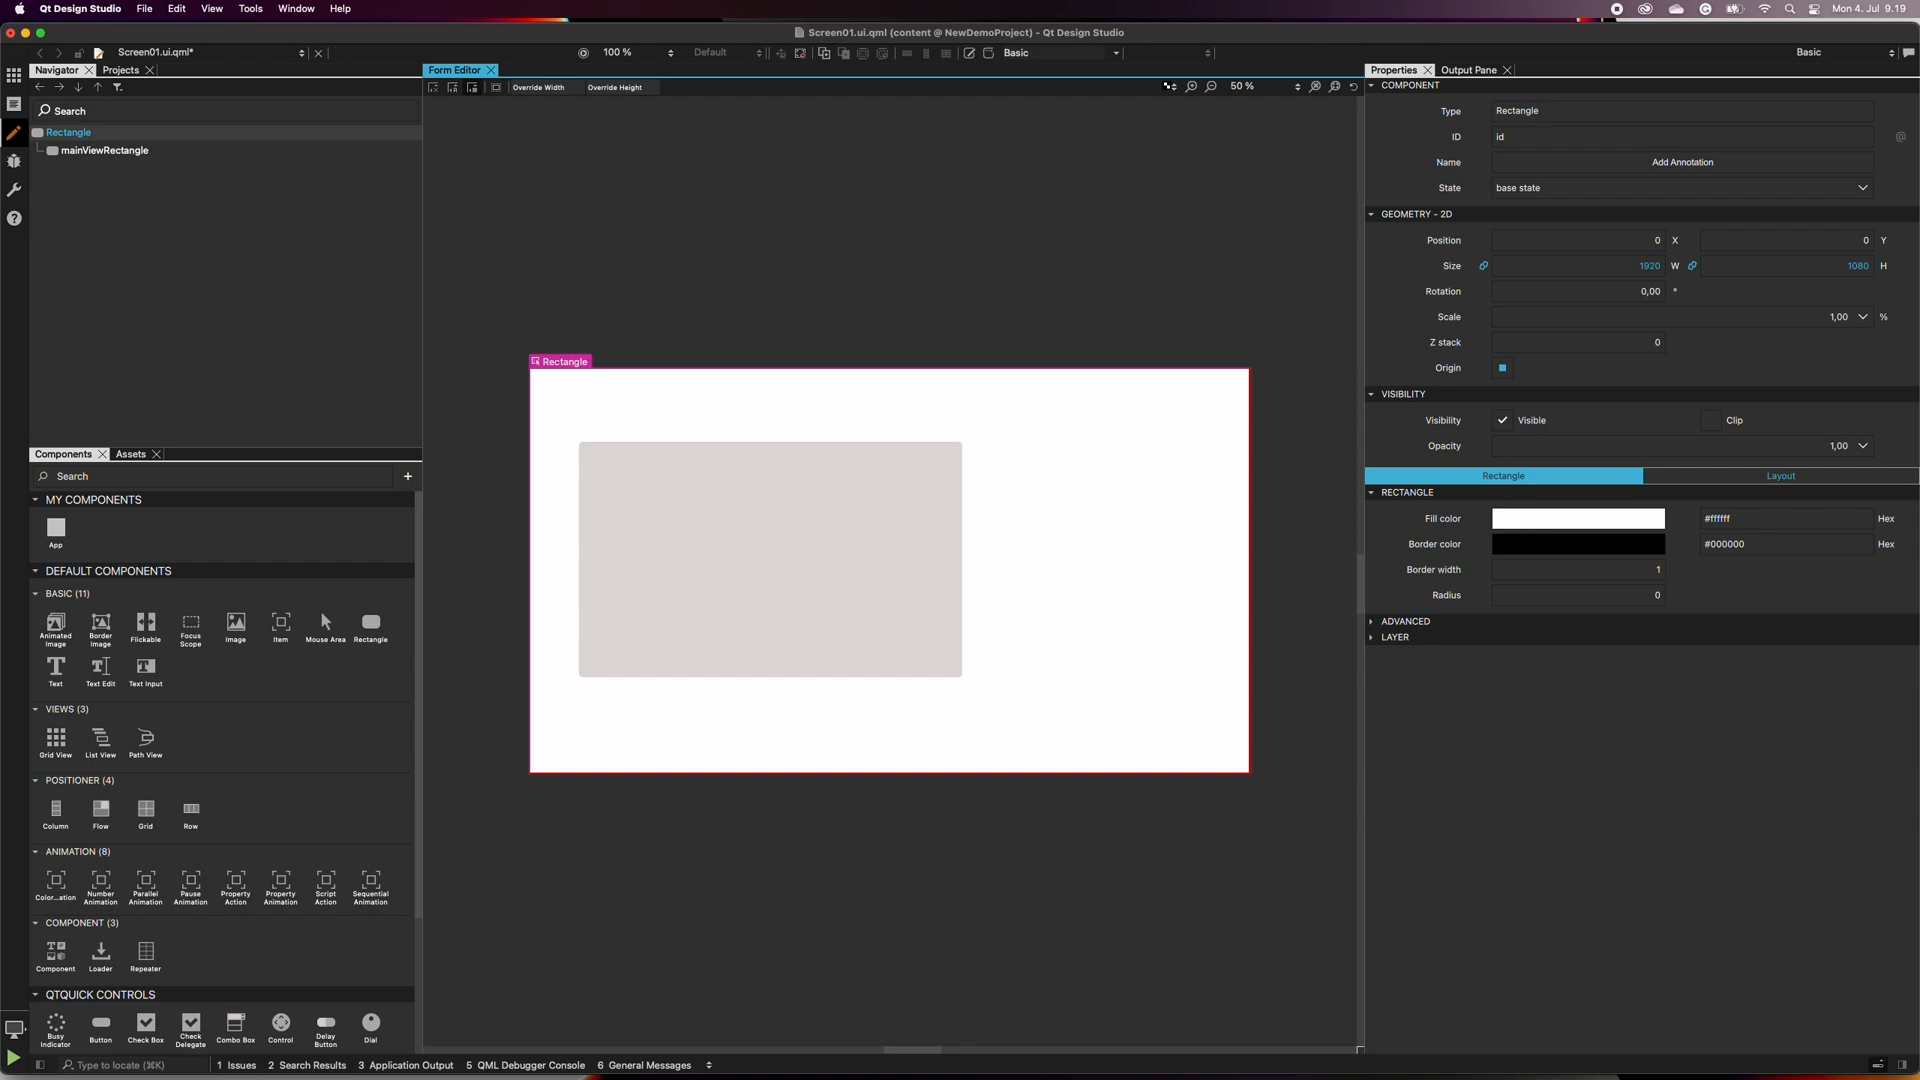 Qt Design Studio File Edit View Tools Window Help Mon 4. Jul 9.19
Screen01.ui.qml (content @ NewDemoProject) - Qt Design Studio
Screen01.ui.qml* 100 % Default Basic Basic
Navigator Projects Form Editor Properties Output Pane
Override Width Override Height 50 %
Search
Rectangle
mainViewRectangle
Rectangle
COMPONENT
Type Rectangle
ID id @
Name Add Annotation
State base state
GEOMETRY - 2D
Position 0 X 0 Y
Size 1920 W 1080 H
Rotation 0,00 °
Scale 1,00 %
Z stack 0
Origin
VISIBILITY
Visibility Visible Clip
Opacity 1,00
Rectangle Layout
RECTANGLE
Fill color #ffffff Hex
Border color #000000 Hex
Border width 1
Radius 0
ADVANCED
LAYER
Components Assets
Search +
MY COMPONENTS
App
DEFAULT COMPONENTS
BASIC (11)
Animated Border Flickable Focus Image Item Mouse Area Rectangle
Image Image Scope
Text Text Edit Text Input
VIEWS (3)
Grid View List View Path View
POSITIONER (4)
Column Flow Grid Row
ANIMATION (8)
Color...ation Number Parallel Pause Property Property Script Sequential
Animation Animation Animation Action Animation Action Animation
COMPONENT (3)
Component Loader Repeater
QTQUICK CONTROLS
Busy Button Check Box Check Combo Box Control Delay Dial
Indicator Delegate Button
Type to locate (⌘K) 1 Issues 2 Search Results 3 Application Output 5 QML Debugger Console 6 General Messages